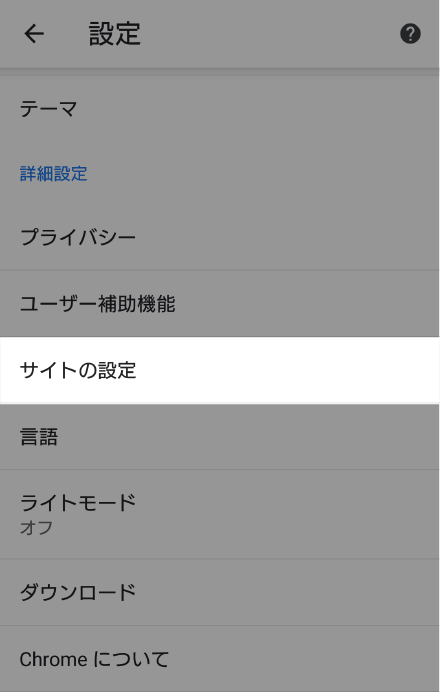 設定
テーマ
詳細設定
プライバシー
ユーザー補助機能
サイトの設定
言語
ライトモード
オフ
ダウンロード
Chrome について